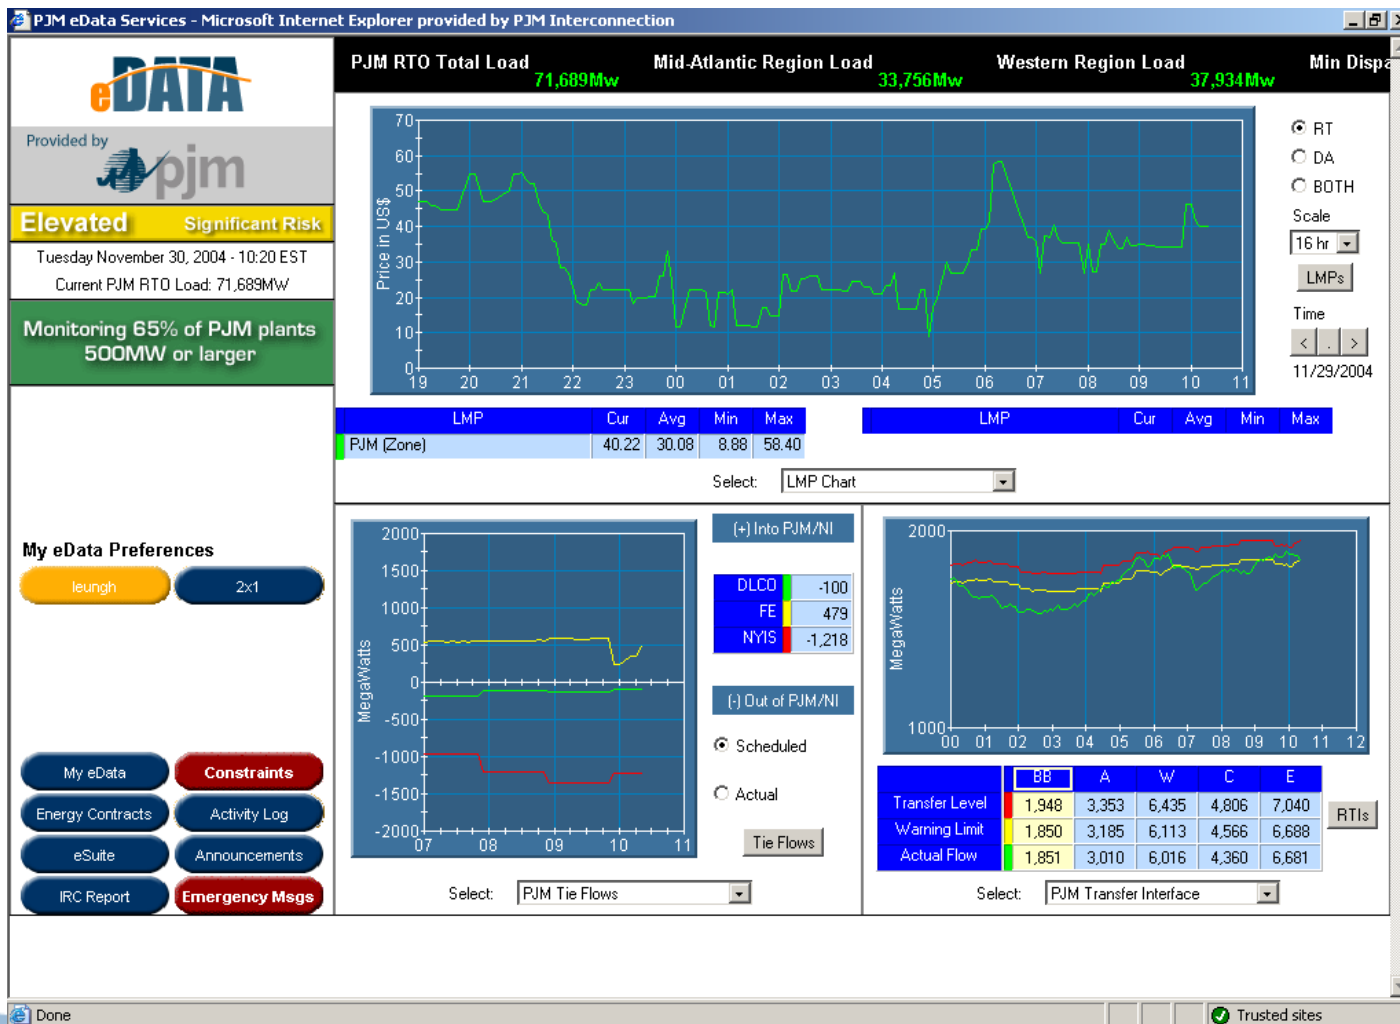 PJM eData Services - Microsoft Internet Explorer provided by PJM Interconnection
eDATA
Provided by
pjm
Elevated Significant Risk
Tuesday November 30, 2004 - 10:20 EST
Current PJM RTO Load: 71,689MW
Monitoring 65% of PJM plants
500MW or larger
My eData Preferences
leungh 2x1
My eData Constraints
Energy Contracts Activity Log
eSuite Announcements
IRC Report Emergency Msgs
PJM RTO Total Load Mid-Atlantic Region Load Western Region Load Min Dispa
71,689Mw 33,756Mw 37,934Mw
Price in US$
70
60
50
40
30
20
10
0
19 20 21 22 23 00 01 02 03 04 05 06 07 08 09 10 11
RT
DA
BOTH
Scale
16 hr
LMPs
Time
< . >
11/29/2004
LMP Cur Avg Min Max
PJM (Zone) 40.22 30.08 8.88 58.40
LMP Cur Avg Min Max
Select: LMP Chart
MegaWatts
2000
1500
1000
500
0
-500
-1000
-1500
-2000
07 08 09 10 11
(+) Into PJM/NI
DLCO -100
FE 479
NYIS -1,218
(-) Out of PJM/NI
Scheduled
Actual
Tie Flows
Select: PJM Tie Flows
MegaWatts
2000
1000
00 01 02 03 04 05 06 07 08 09 10 11 12
BB A W C E
Transfer Level 1,948 3,353 6,435 4,806 7,040
Warning Limit 1,850 3,185 6,113 4,566 6,688
Actual Flow 1,851 3,010 6,016 4,360 6,681
RTIs
Select: PJM Transfer Interface
Done
Trusted sites